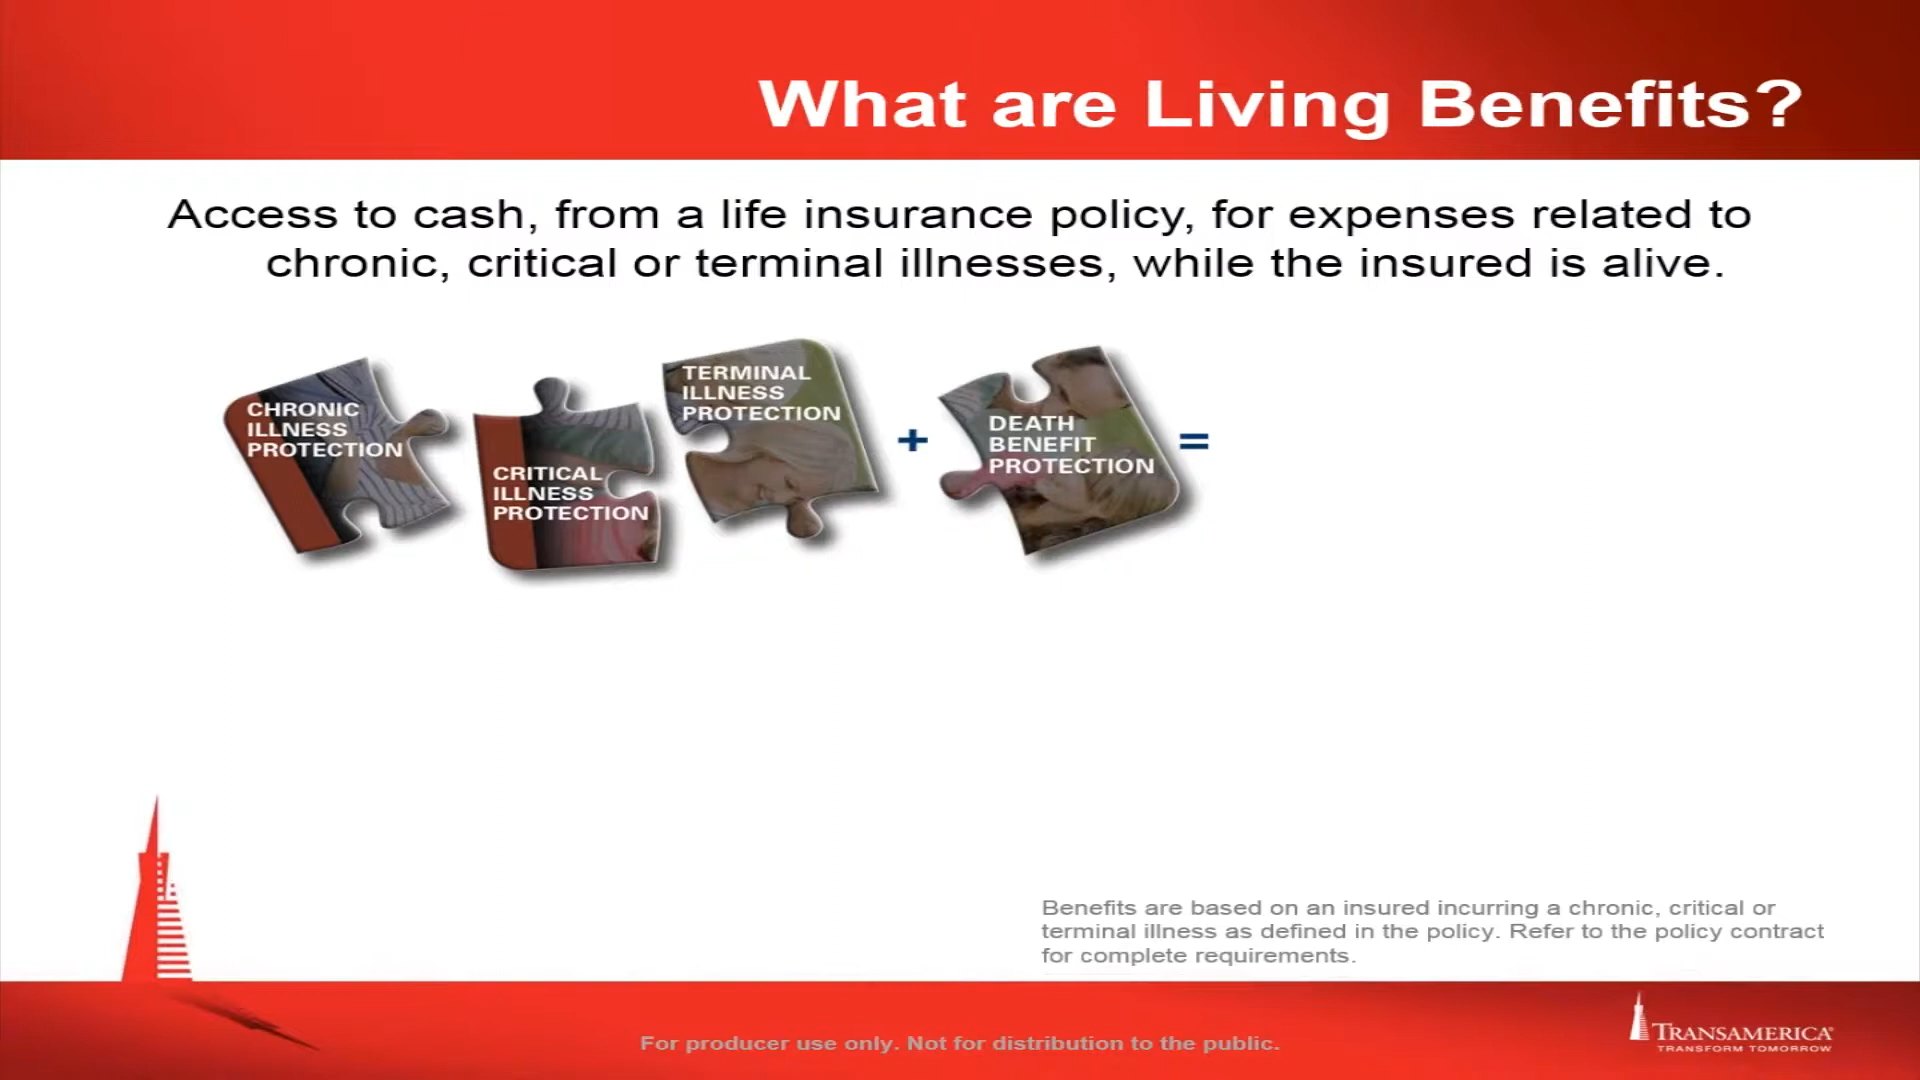 What are Living Benefits?
Access to cash, from a life insurance policy, for expenses related to
chronic, critical or terminal illnesses, while the insured is alive.
CHRONIC
ILLNESS
PROTECTION
CRITICAL
ILLNESS
PROTECTION
TERMINAL
ILLNESS
PROTECTION
+
DEATH
BENEFIT
PROTECTION
=
Benefits are based on an insured incurring a chronic, critical or
terminal illness as defined in the policy. Refer to the policy contract
for complete requirements.
For producer use only. Not for distribution to the public.
TRANSAMERICA®
TRANSFORM TOMORROW